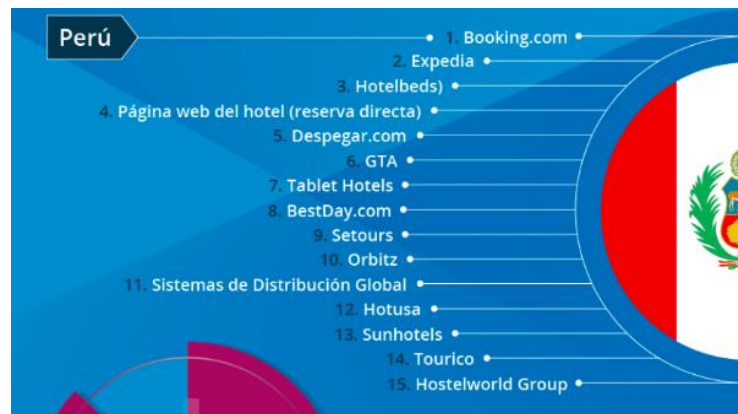 Perú
1. Booking.com
2. Expedia
3. Hotelbeds)
4. Página web del hotel (reserva directa)
5. Despegar.com
6. GTA
7. Tablet Hotels
8. BestDay.com
9. Setours
10. Orbitz
11. Sistemas de Distribución Global
12. Hotusa
13. Sunhotels
14. Tourico
15. Hostelworld Group